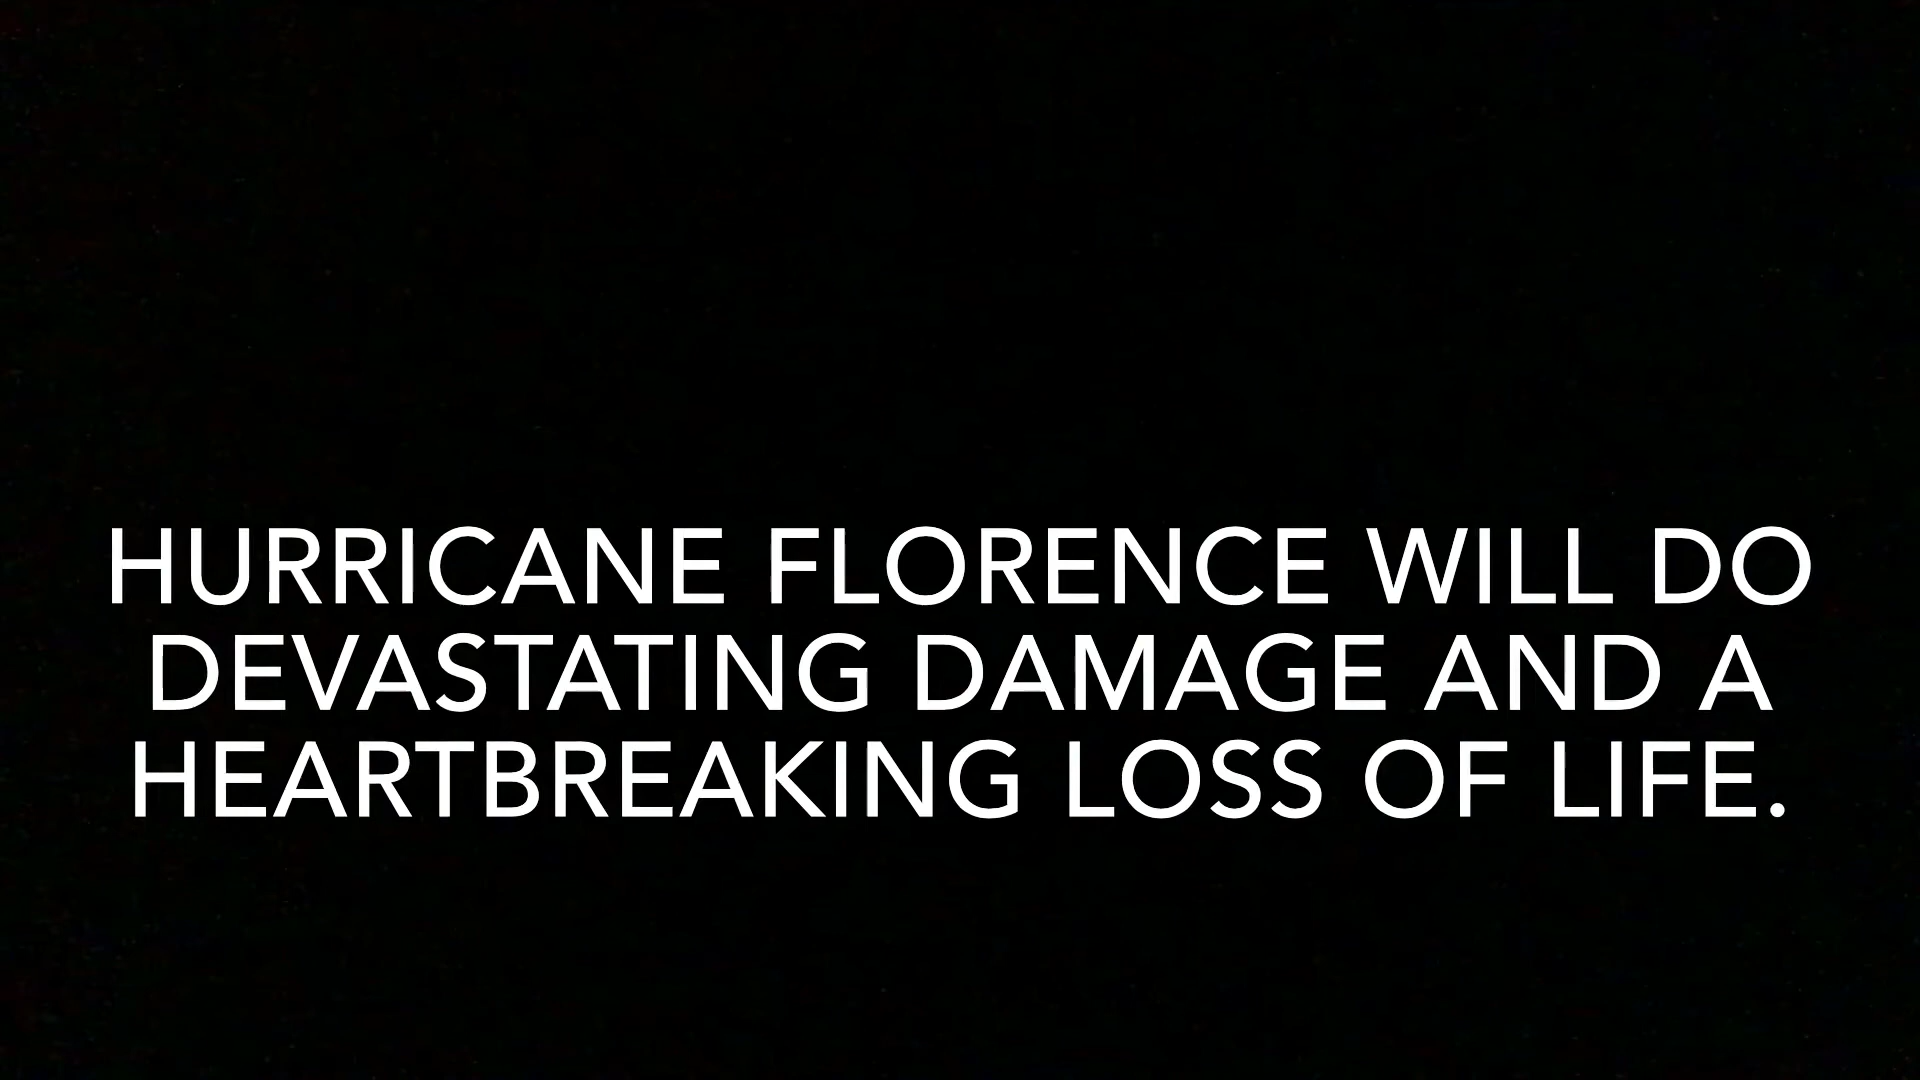 HURRICANE FLORENCE WILL DO
DEVASTATING DAMAGE AND A
HEARTBREAKING LOSS OF LIFE.